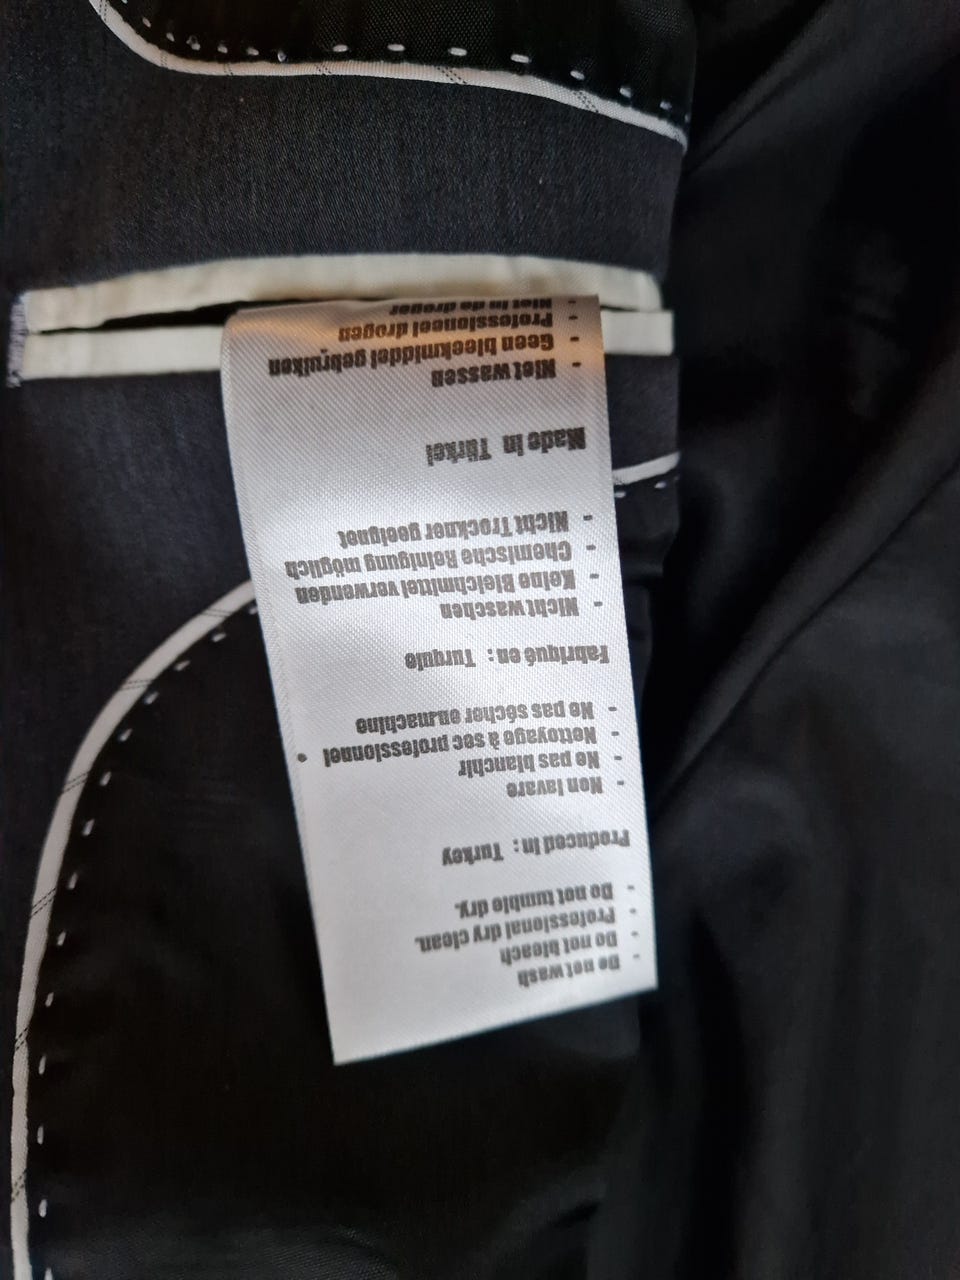 - Do not wash
- Do not bleach
- Professional dry clean.
- Do not tumble dry.
Produced in : Turkey
- Non lavare
- Ne pas blanchir
- Nettoyage à sec professionnel
- Ne pas sécher en machine
Fabriqué en : Turquie
- Nicht waschen
- Keine Bleichmittel verwenden
- Chemische Reinigung möglich
- Nicht Trockner geeignet
Made in Türkei
- Niet wassen
- Geen bleekmiddel gebruiken
- Professioneel drogen
- Niet in de droger